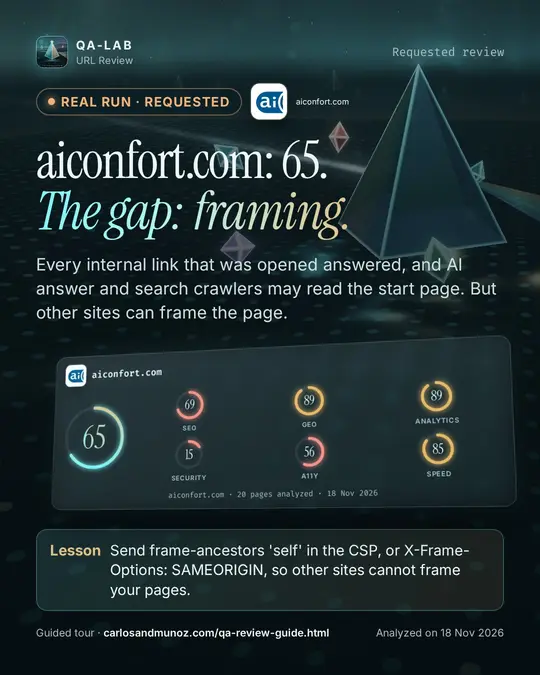 QA-LAB
URL Review
Requested review
REAL RUN · REQUESTED
ai
aiconfort.com
aiconfort.com: 65.
The gap: framing.
Every internal link that was opened answered, and AI
answer and search crawlers may read the start page. But
other sites can frame the page.
ai
aiconfort.com
65
69
SEO
89
GEO
89
ANALYTICS
15
SECURITY
56
A11Y
85
SPEED
aiconfort.com · 20 pages analyzed · 18 Nov 2026
Lesson
Send frame-ancestors 'self' in the CSP, or X-Frame-
Options: SAMEORIGIN, so other sites cannot frame
your pages.
Guided tour · carlosandmunoz.com/qa-review-guide.html
Analyzed on 18 Nov 2026